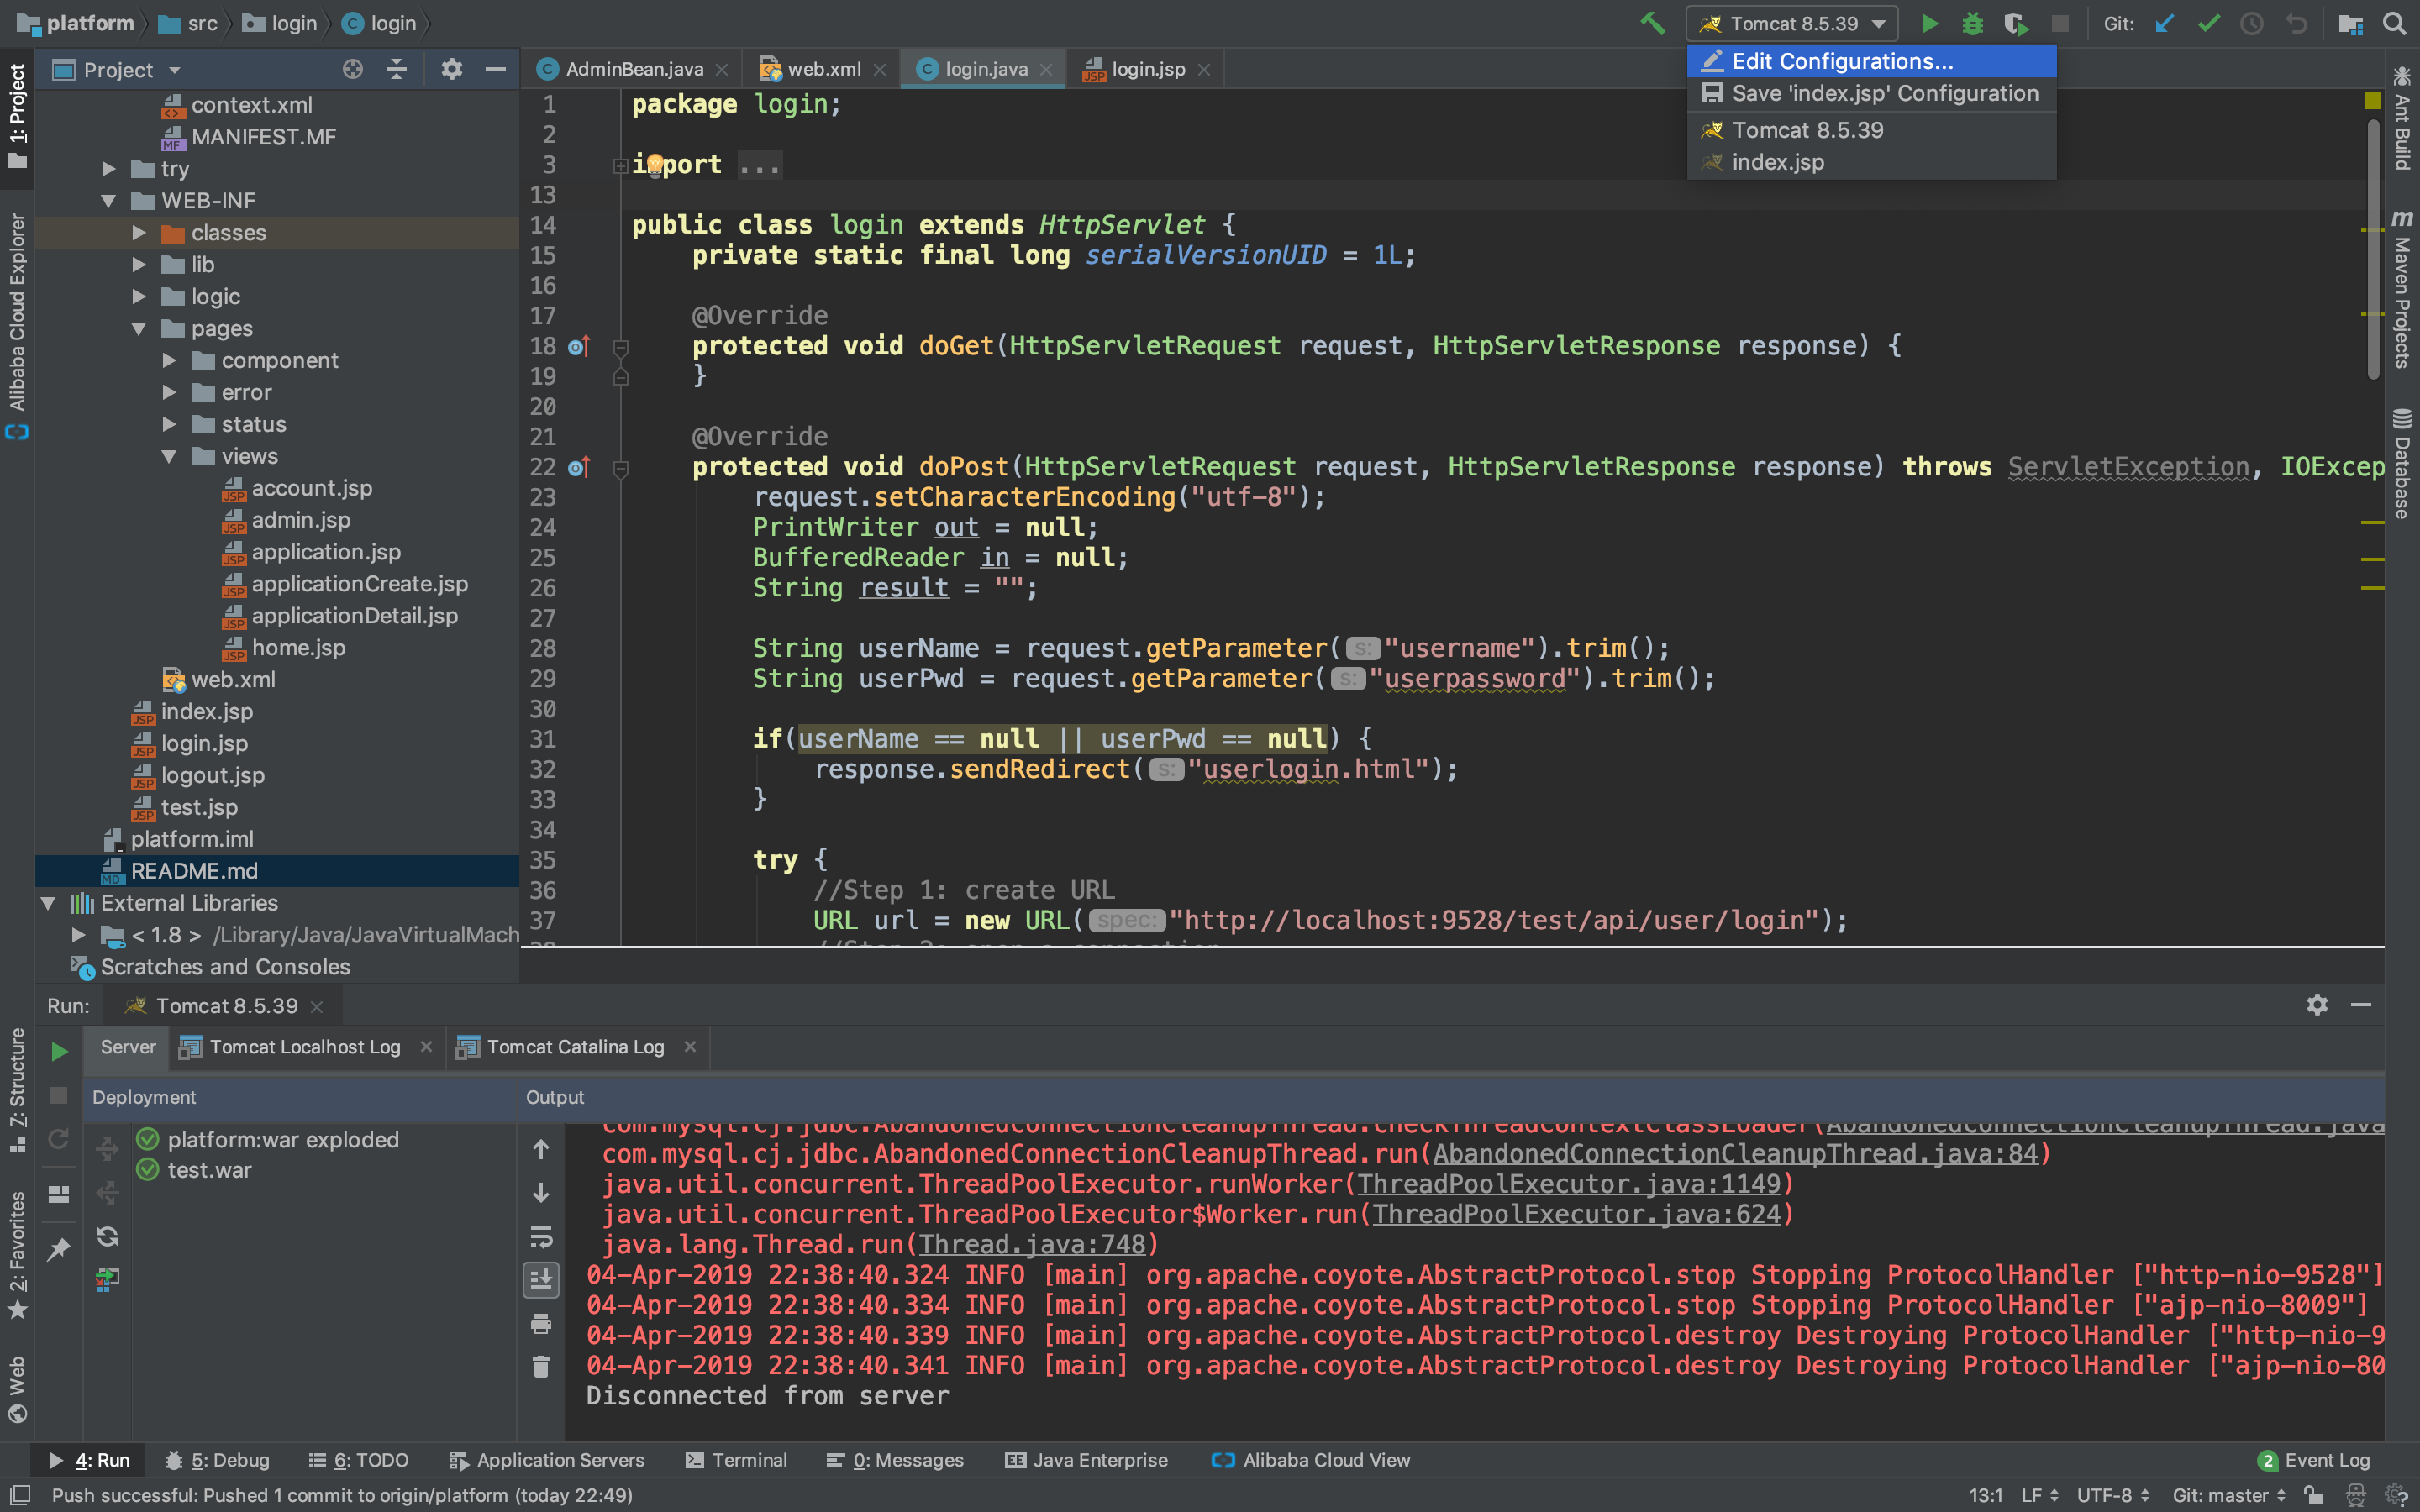 platform src login login Tomcat 8.5.39 Git:
Edit Configurations...
Save 'index.jsp' Configuration
Tomcat 8.5.39
index.jsp
1: Project
Alibaba Cloud Explorer
Z: Structure
2: Favorites
Web
Project
context.xml
MANIFEST.MF
try
WEB-INF
classes
lib
logic
pages
component
error
status
views
account.jsp
admin.jsp
application.jsp
applicationCreate.jsp
applicationDetail.jsp
home.jsp
web.xml
index.jsp
login.jsp
logout.jsp
test.jsp
platform.iml
README.md
External Libraries
< 1.8 > /Library/Java/JavaVirtualMach
Scratches and Consoles
AdminBean.java web.xml login.java login.jsp
1 package login;
2
3 import ...
13
14 public class login extends HttpServlet {
15 private static final long serialVersionUID = 1L;
16
17 @Override
18 protected void doGet(HttpServletRequest request, HttpServletResponse response) {
19 }
20
21 @Override
22 protected void doPost(HttpServletRequest request, HttpServletResponse response) throws ServletException, IOExcep
23 request.setCharacterEncoding("utf-8");
24 PrintWriter out = null;
25 BufferedReader in = null;
26 String result = "";
27
28 String userName = request.getParameter( s: "username").trim();
29 String userPwd = request.getParameter( s: "userpassword").trim();
30
31 if(userName == null || userPwd == null) {
32 response.sendRedirect( s: "userlogin.html");
33 }
34
35 try {
36 //Step 1: create URL
37 URL url = new URL( spec: "http://localhost:9528/test/api/user/login");
Ant Build
Maven Projects
Database
Run: Tomcat 8.5.39
Server Tomcat Localhost Log Tomcat Catalina Log
Deployment
platform:war exploded
test.war
Output
com.mysql.cj.jdbc.AbandonedConnectionCleanupThread.checkThreadContextClassLoader(AbandonedConnectionCleanupThread.java
com.mysql.cj.jdbc.AbandonedConnectionCleanupThread.run(AbandonedConnectionCleanupThread.java:84)
java.util.concurrent.ThreadPoolExecutor.runWorker(ThreadPoolExecutor.java:1149)
java.util.concurrent.ThreadPoolExecutor$Worker.run(ThreadPoolExecutor.java:624)
java.lang.Thread.run(Thread.java:748)
04-Apr-2019 22:38:40.324 INFO [main] org.apache.coyote.AbstractProtocol.stop Stopping ProtocolHandler ["http-nio-9528"]
04-Apr-2019 22:38:40.334 INFO [main] org.apache.coyote.AbstractProtocol.stop Stopping ProtocolHandler ["ajp-nio-8009"]
04-Apr-2019 22:38:40.339 INFO [main] org.apache.coyote.AbstractProtocol.destroy Destroying ProtocolHandler ["http-nio-9
04-Apr-2019 22:38:40.341 INFO [main] org.apache.coyote.AbstractProtocol.destroy Destroying ProtocolHandler ["ajp-nio-80
Disconnected from server
4: Run 5: Debug 6: TODO Application Servers Terminal 0: Messages Java Enterprise Alibaba Cloud View 2 Event Log
Push successful: Pushed 1 commit to origin/platform (today 22:49) 13:1 LF UTF-8 Git: master